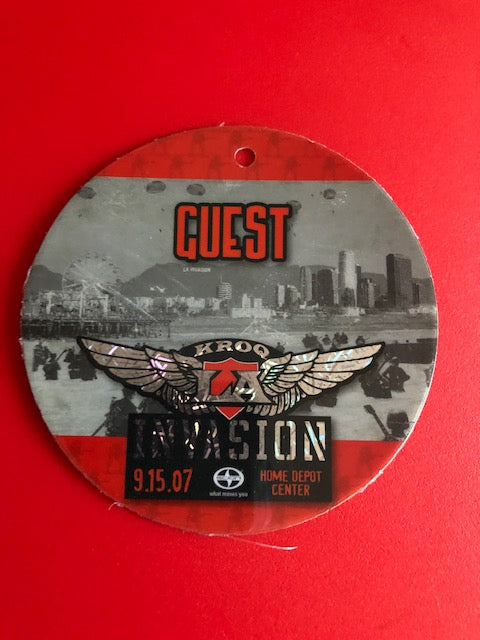 GUEST
LA INVASION
KROQ
LA
INVASION
9.15.07
what moves you
HOME DEPOT
CENTER